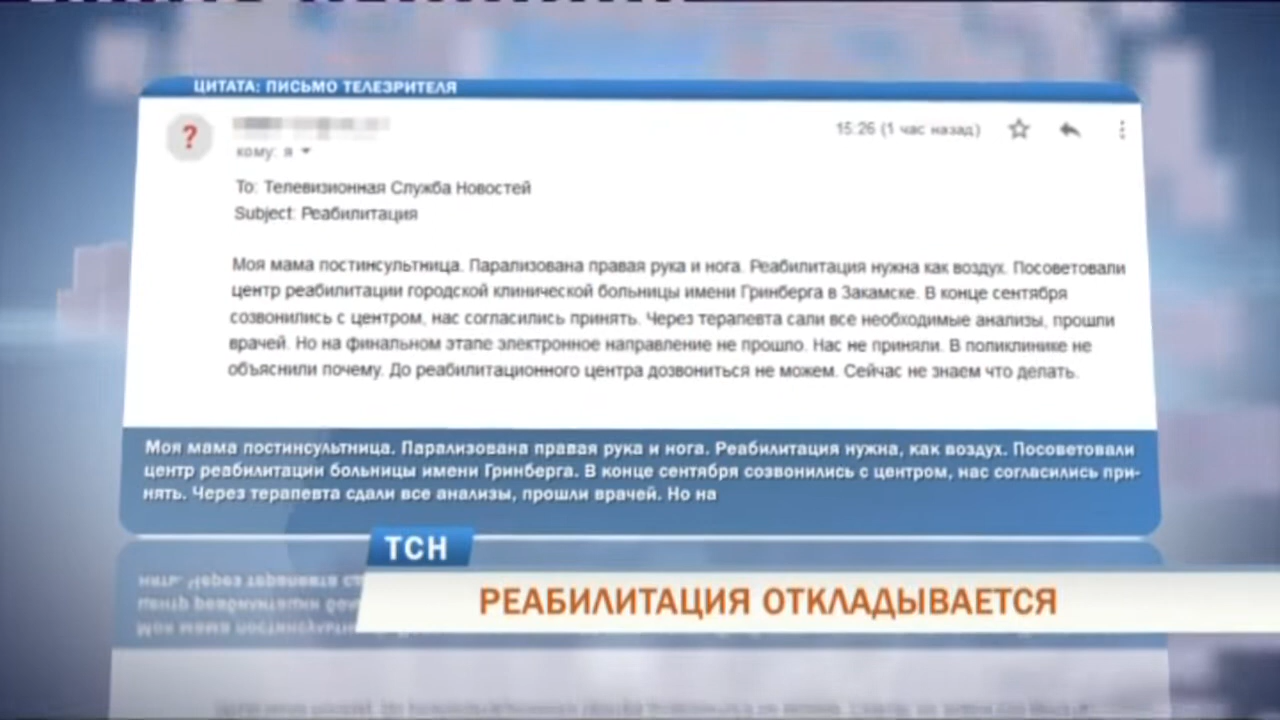 ЦИТАТА: ПИСЬМО ТЕЛЕЗРИТЕЛЯ
?
15:26 (1 час назад)
кому: я
To: Телевизионная Служба Новостей
Subject: Реабилитация
Моя мама постинсультница. Парализована правая рука и нога. Реабилитация нужна как воздух. Посоветовали
центр реабилитации городской клинической больницы имени Гринберга в Закамске. В конце сентября
созвонились с центром, нас согласились принять. Через терапевта сали все необходимые анализы, прошли
врачей. Но на финальном этапе электронное направление не прошло. Нас не приняли. В поликлинике не
объяснили почему. До реабилитационного центра дозвониться не можем. Сейчас не знаем что делать.
Моя мама постинсультница. Парализована правая рука и нога. Реабилитация нужна, как воздух. Посоветовали
центр реабилитации больницы имени Гринберга. В конце сентября созвонились с центром, нас согласились при-
нять. Через терапевта сдали все анализы, прошли врачей. Но на
ТСН
РЕАБИЛИТАЦИЯ ОТКЛАДЫВАЕТСЯ